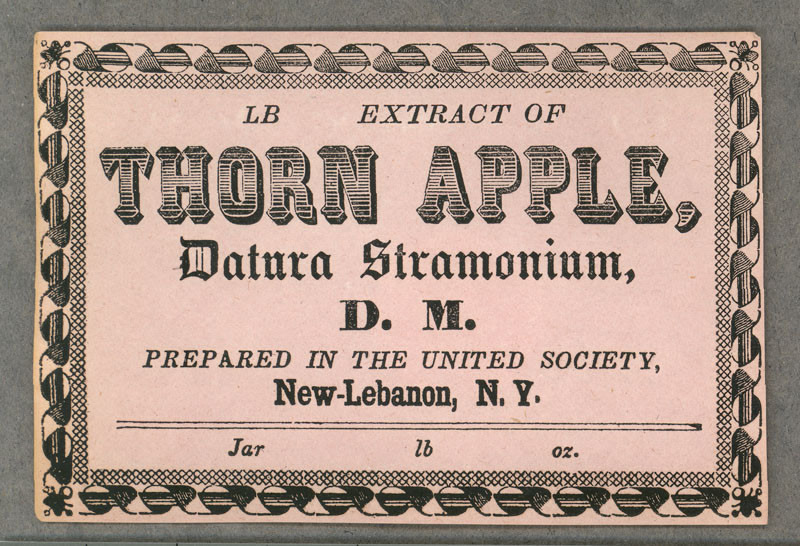 LB EXTRACT OF
THORN APPLE,
Datura Stramonium,
D. M.
PREPARED IN THE UNITED SOCIETY,
New-Lebanon, N. Y.
Jar lb oz.